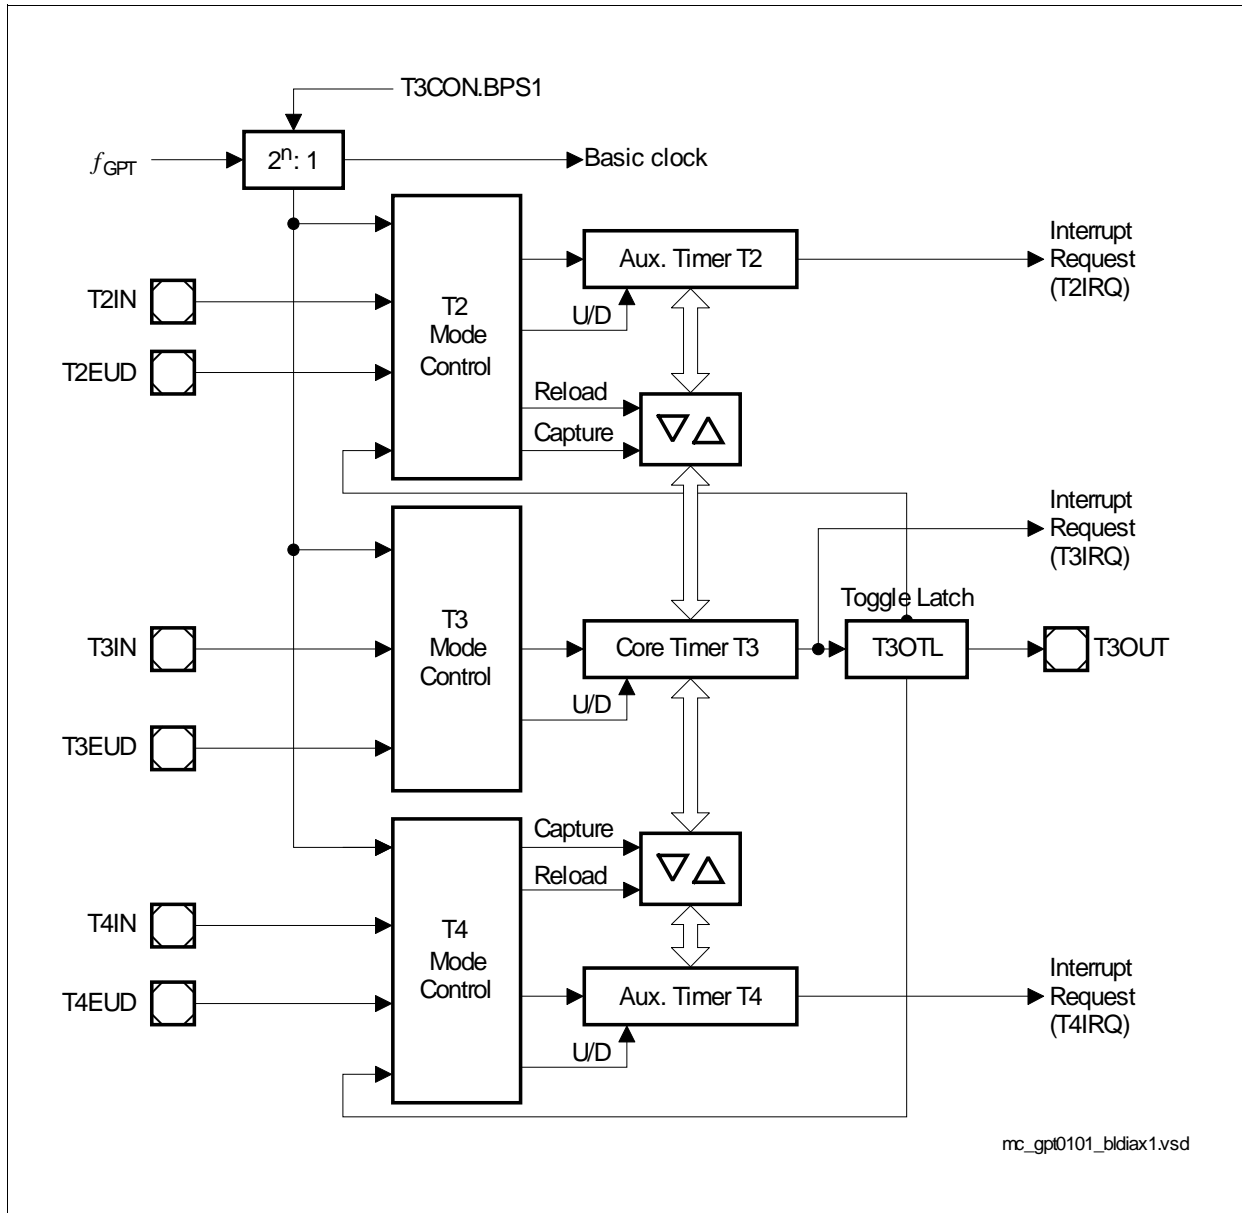 T3CON.BPS1
fGPT
2n: 1
Basic clock
T2IN
T2EUD
T2
Mode
Control
Aux. Timer T2
U/D
Reload
Capture
Interrupt
Request
(T2IRQ)
Interrupt
Request
(T3IRQ)
T3IN
T3EUD
T3
Mode
Control
Core Timer T3
U/D
Toggle Latch
T3OTL
T3OUT
T4IN
T4EUD
T4
Mode
Control
Capture
Reload
Aux. Timer T4
U/D
Interrupt
Request
(T4IRQ)
mc_gpt0101_bldiax1.vsd